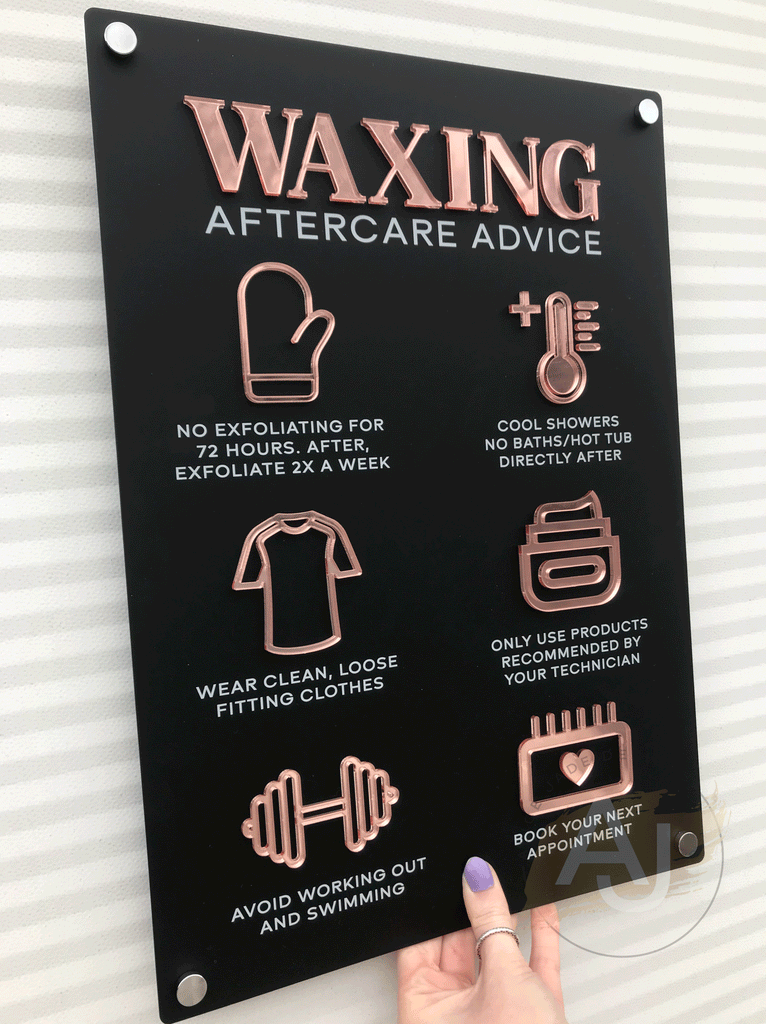 WAXING
AFTERCARE ADVICE
NO EXFOLIATING FOR
72 HOURS. AFTER,
EXFOLIATE 2X A WEEK
COOL SHOWERS
NO BATHS/HOT TUB
DIRECTLY AFTER
WEAR CLEAN, LOOSE
FITTING CLOTHES
ONLY USE PRODUCTS
RECOMMENDED BY
YOUR TECHNICIAN
AVOID WORKING OUT
AND SWIMMING
BOOK YOUR NEXT
APPOINTMENT
AJ